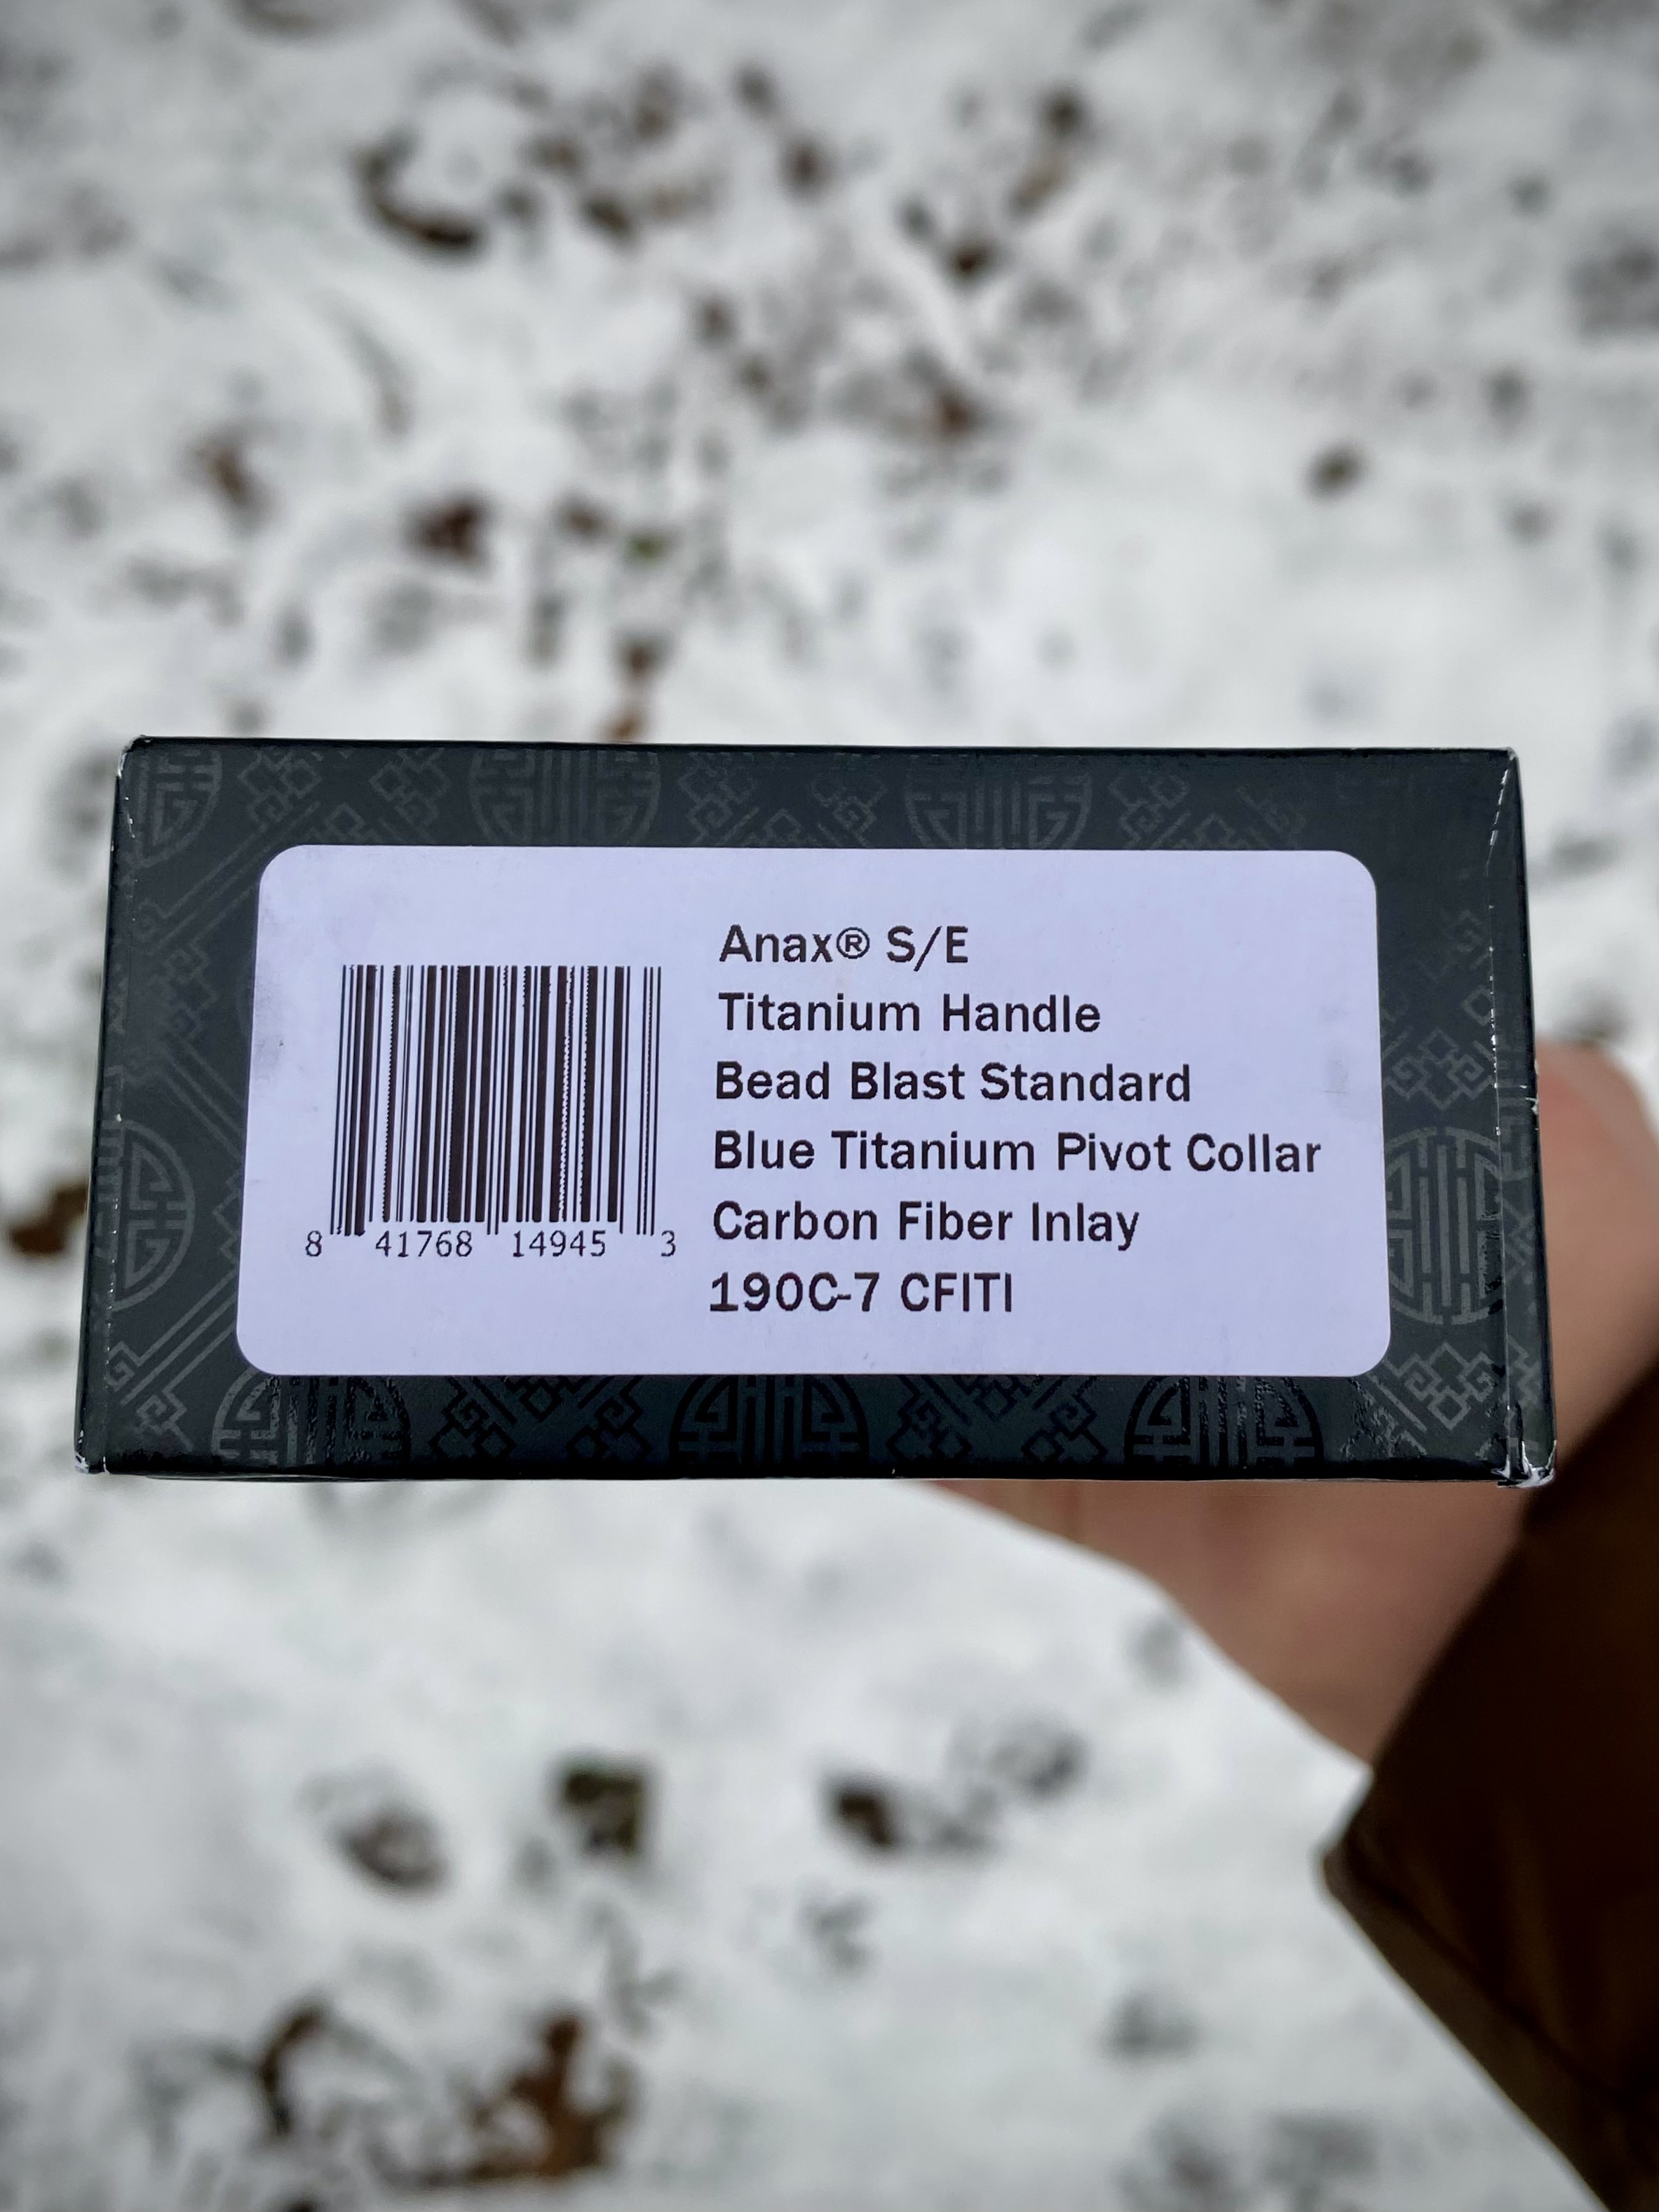 Anax® S/E
Titanium Handle
Bead Blast Standard
Blue Titanium Pivot Collar
Carbon Fiber Inlay
190C-7 CFITI
8 41768 14945 3